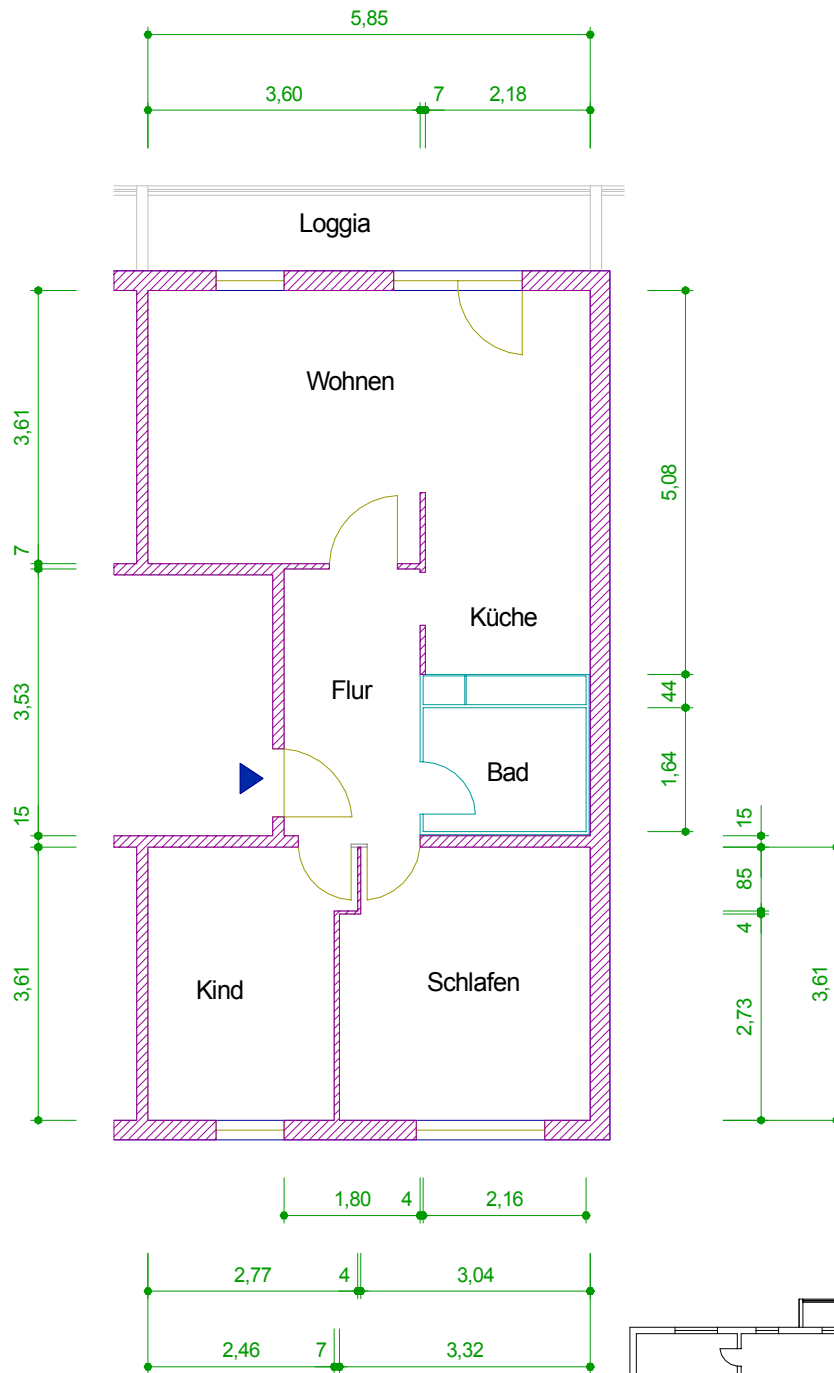 5,85
3,60 7 2,18
Loggia
Wohnen
3,61
5,08
7
Küche
Flur
3,53
44
Bad
1,64
15
15
85
4
Kind
Schlafen
3,61
2,73
3,61
1,80 4 2,16
2,77 4 3,04
2,46 7 3,32